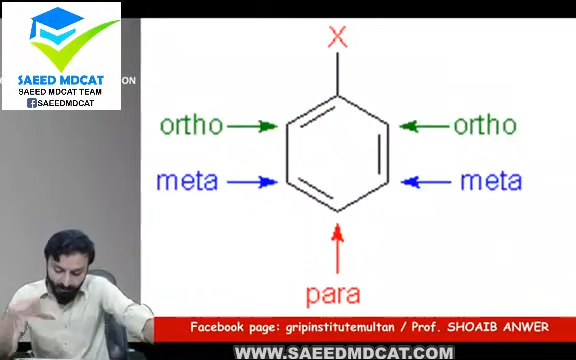 SAEED MDCAT
ON
SAEED MDCAT TEAM
f SAEEDMDCAT
X
ortho
ortho
meta
meta
para
Facebook page: gripinstitutemultan / Prof. SHOAIB ANWER
WWW.SAEEDMDCAT.COM